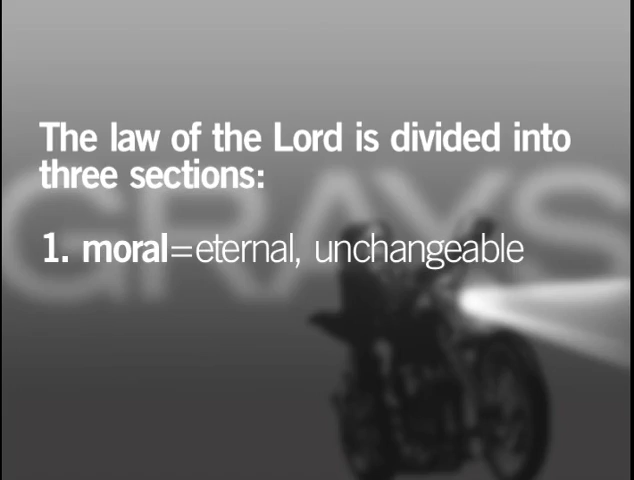 The law of the Lord is divided into
three sections:
GRAYS
1. moral=eternal, unchangeable